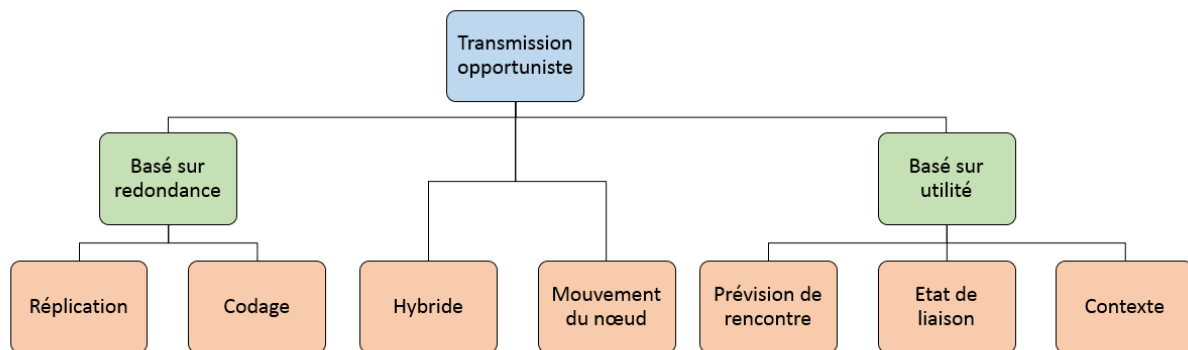 Transmission
opportuniste
Basé sur
redondance
Basé sur
utilité
Réplication
Codage
Hybride
Mouvement
du nœud
Prévision de
rencontre
Etat de
liaison
Contexte